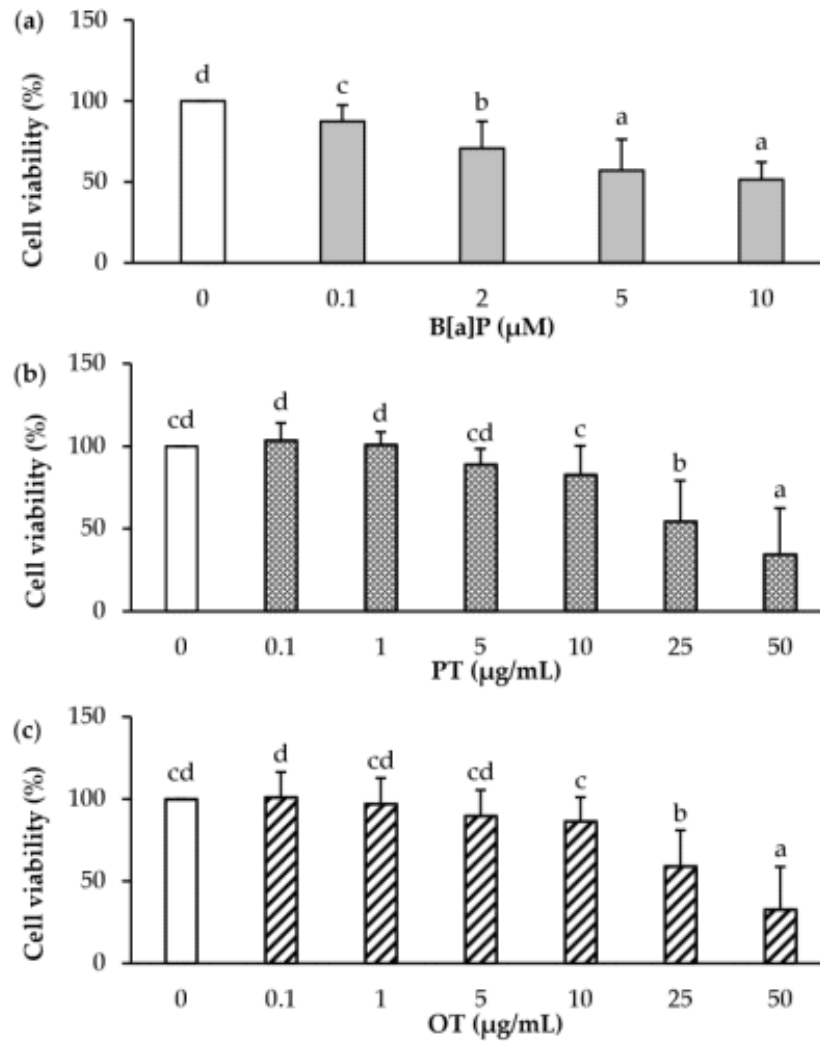 (a)
150
100
50
0
Cell viability (%)
d c b a a
0 0.1 2 5 10
B[a]P (µM)
(b)
150
100
50
0
Cell viability (%)
cd d d cd c b a
0 0.1 1 5 10 25 50
PT (µg/mL)
(c)
150
100
50
0
Cell viability (%)
cd d cd cd c b a
0 0.1 1 5 10 25 50
OT (µg/mL)